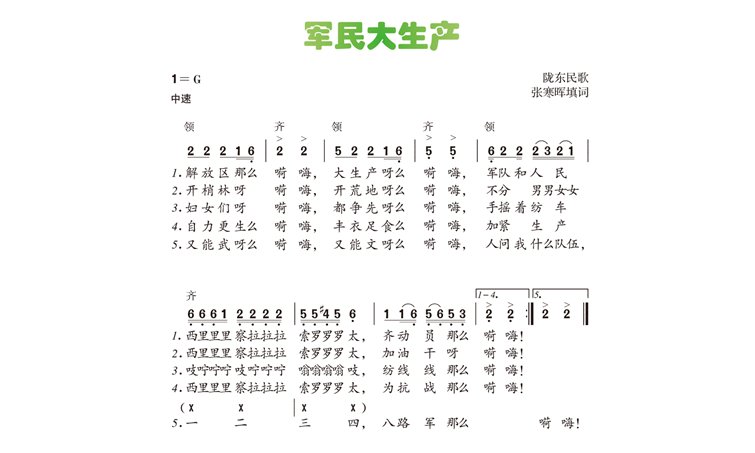 军民大生产
1=G
陇东民歌
中速
张寒晖填词
领 齐 领 齐 领
2 2 2 1 6 | 2 2 | 5 2 2 1 6 | 5 5 | 6 2 2 2 3 2 1 |
1.解放区那么 嗬嗨，大生产呀么 嗬嗨，军队和人民
2.开梢林呀 嗬嗨，开荒地呀么 嗬嗨，不分 男男女女
3.妇女们呀 嗬嗨，都争先呀么 嗬嗨，手摇着纺车
4.自力更生么 嗬嗨，丰衣足食么 嗬嗨，加紧 生产
5.又能武呀么 嗬嗨，又能文呀么 嗬嗨，人问我什么队伍，
齐 1-4. 5.
6 6 6 1 2 2 2 2 | 5 5 #4 5 6 | 1 1 6 5 6 5 3 | 2 2 :| 2 2 ‖
1.西里里里 察拉拉拉 索罗罗罗太，齐动 员那么 嗬嗨！
2.西里里里 察拉拉拉 索罗罗罗太，加油 干呀 嗬嗨！
3.吱咛咛咛 吱咛咛咛 嗡嗡嗡嗡吱，纺线 线那么 嗬嗨！
4.西里里里 察拉拉拉 索罗罗罗太，为抗 战那么 嗬嗨！
(X X | X X)
5.一 二 三 四，八路 军那么 嗬嗨！